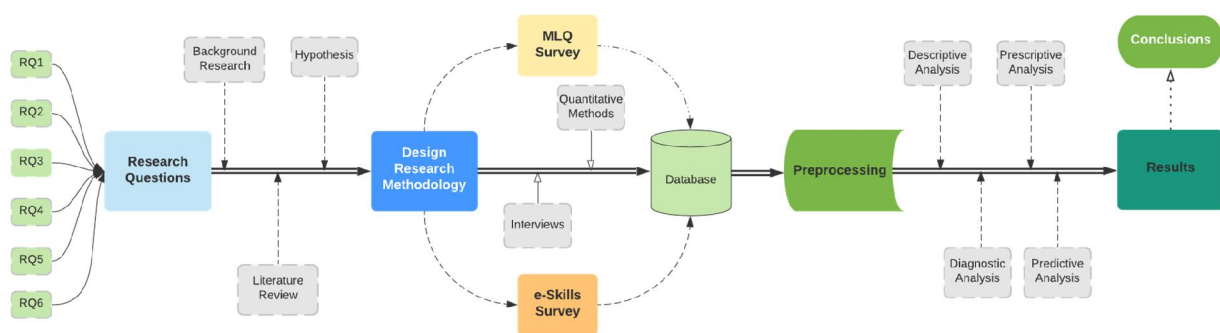 RQ1
RQ2
RQ3
RQ4
RQ5
RQ6
Research
Questions
Background
Research
Hypothesis
Literature
Review
Design
Research
Methodology
MLQ
Survey
Quantitative
Methods
Interviews
e-Skills
Survey
Database
Preprocessing
Descriptive
Analysis
Prescriptive
Analysis
Diagnostic
Analysis
Predictive
Analysis
Conclusions
Results